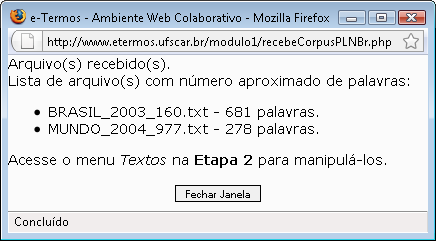 e-Termos - Ambiente Web Colaborativo - Mozilla Firefox
http://www.etermos.ufscar.br/modulo1/recebeCorpusPLNBr.php
Arquivo(s) recebido(s).
Lista de arquivo(s) com número aproximado de palavras:
• BRASIL_2003_160.txt - 681 palavras.
• MUNDO_2004_977.txt - 278 palavras.
Acesse o menu Textos na Etapa 2 para manipulá-los.
Fechar Janela
Concluído